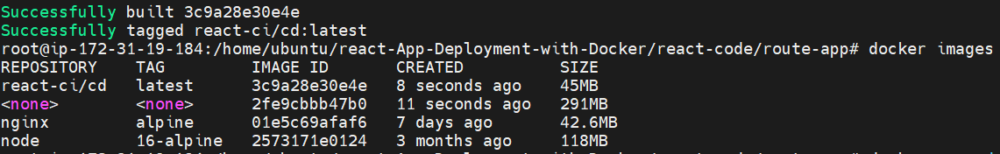 Successfully built 3c9a28e30e4e
Successfully tagged react-ci/cd:latest
root@ip-172-31-19-184:/home/ubuntu/react-App-Deployment-with-Docker/react-code/route-app# docker images
REPOSITORY TAG IMAGE ID CREATED SIZE
react-ci/cd latest 3c9a28e30e4e 8 seconds ago 45MB
<none> <none> 2fe9cbbb47b0 11 seconds ago 291MB
nginx alpine 01e5c69afaf6 7 days ago 42.6MB
node 16-alpine 2573171e0124 3 months ago 118MB